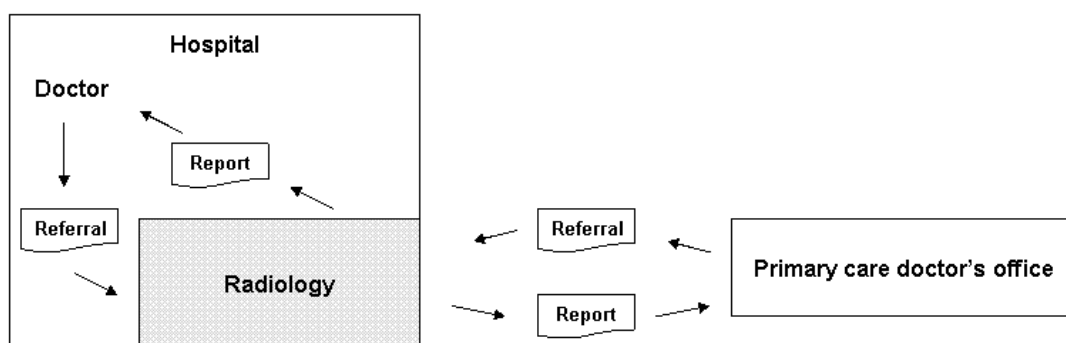 Hospital
Doctor
Report
Referral
Radiology
Referral
Report
Primary care doctor's office